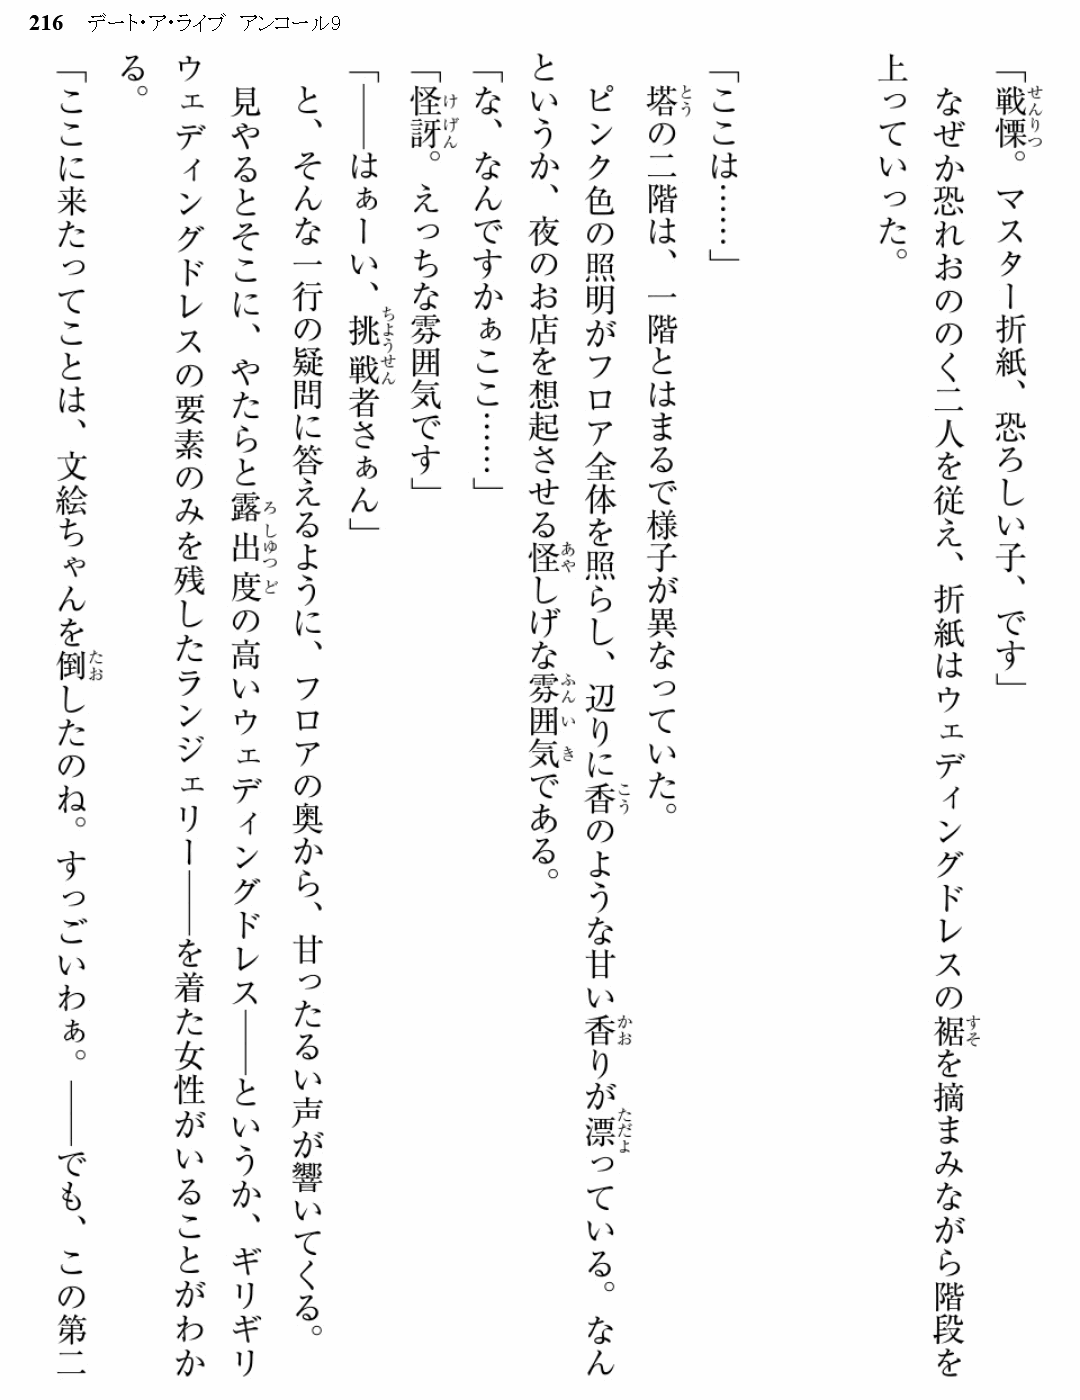 216 デート・ア・ライブ アンコール9
「戦慄。マスター折紙、恐ろしい子、です」
なぜか恐れおののく二人を従え、折紙はウェディングドレスの裾を摘まみながら階段を
上っていった。
「ここは……」
塔の二階は、一階とはまるで様子が異なっていた。
ピンク色の照明がフロア全体を照らし、辺りに香のような甘い香りが漂っている。なん
というか、夜のお店を想起させる怪しげな雰囲気である。
「な、なんですかぁここ……」
「怪訝。えっちな雰囲気です」
「――はぁーい、挑戦者さぁん」
と、そんな一行の疑問に答えるように、フロアの奥から、甘ったるい声が響いてくる。
見やるとそこに、やたらと露出度の高いウェディングドレス――というか、ギリギリ
ウェディングドレスの要素のみを残したランジェリー――を着た女性がいることがわか
る。
「ここに来たってことは、文絵ちゃんを倒したのね。すっごいわぁ。――でも、この第二